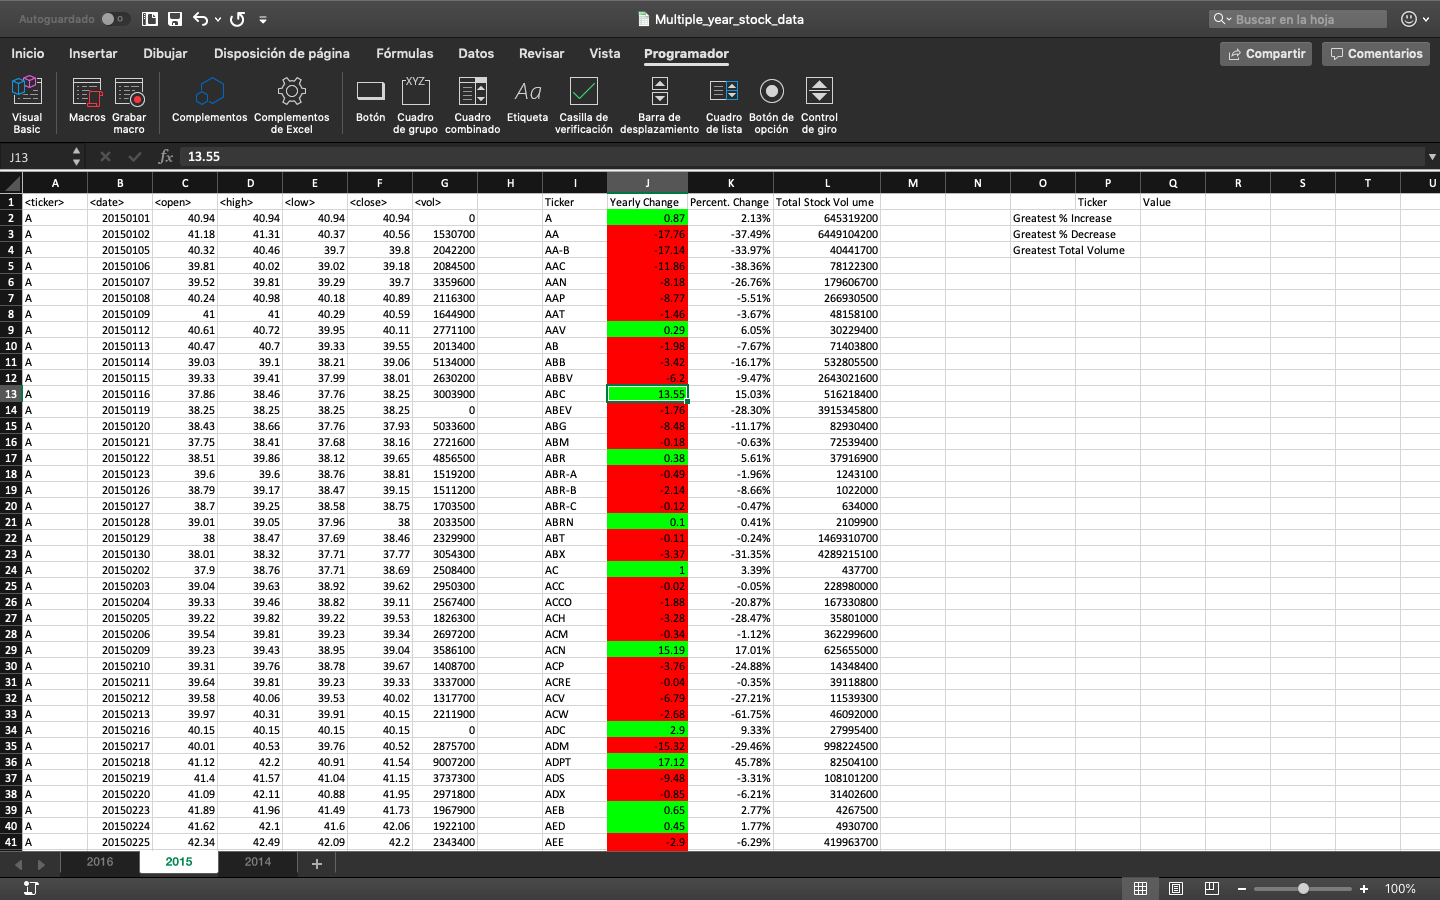 Autoguardado
Multiple_year_stock_data
Buscar en la hoja
Inicio Insertar Dibujar Disposición de página Fórmulas Datos Revisar Vista Programador Compartir Comentarios
Visual Basic Macros Grabar macro Complementos Complementos de Excel Botón Cuadro de grupo Cuadro combinado Etiqueta Casilla de verificación Barra de desplazamiento Cuadro de lista Botón de opción Control de giro
J13 fx 13.55
A B C D E F G H I J K L M N O P Q R S T U
1 <ticker> <date> <open> <high> <low> <close> <vol> Ticker Yearly Change Percent. Change Total Stock Vol ume Ticker Value
2 A 20150101 40.94 40.94 40.94 40.94 0 A 0.87 2.13% 645319200 Greatest % Increase
3 A 20150102 41.18 41.31 40.37 40.56 1530700 AA -17.76 -37.49% 6449104200 Greatest % Decrease
4 A 20150105 40.32 40.46 39.7 39.8 2042200 AA-B -17.14 -33.97% 40441700 Greatest Total Volume
5 A 20150106 39.81 40.02 39.02 39.18 2084500 AAC -11.86 -38.36% 78122300
6 A 20150107 39.52 39.81 39.29 39.7 3359600 AAN -8.18 -26.76% 179606700
7 A 20150108 40.24 40.98 40.18 40.89 2116300 AAP -8.77 -5.51% 266930500
8 A 20150109 41 41 40.29 40.59 1644900 AAT -1.46 -3.67% 48158100
9 A 20150112 40.61 40.72 39.95 40.11 2771100 AAV 0.29 6.05% 30229400
10 A 20150113 40.47 40.7 39.33 39.55 2013400 AB -1.98 -7.67% 71403800
11 A 20150114 39.03 39.1 38.21 39.06 5134000 ABB -3.42 -16.17% 532805500
12 A 20150115 39.33 39.41 37.99 38.01 2630200 ABBV -6.2 -9.47% 2643021600
13 A 20150116 37.86 38.46 37.76 38.25 3003900 ABC 13.55 15.03% 516218400
14 A 20150119 38.25 38.25 38.25 38.25 0 ABEV -1.76 -28.30% 3915345800
15 A 20150120 38.43 38.66 37.76 37.93 5033600 ABG -8.48 -11.17% 82930400
16 A 20150121 37.75 38.41 37.68 38.16 2721600 ABM -0.18 -0.63% 72539400
17 A 20150122 38.51 39.86 38.12 39.65 4856500 ABR 0.38 5.61% 37916900
18 A 20150123 39.6 39.6 38.76 38.81 1519200 ABR-A -0.49 -1.96% 1243100
19 A 20150126 38.79 39.17 38.47 39.15 1511200 ABR-B -2.14 -8.66% 1022000
20 A 20150127 38.7 39.25 38.58 38.75 1703500 ABR-C -0.12 -0.47% 634000
21 A 20150128 39.01 39.05 37.96 38 2033500 ABRN 0.1 0.41% 2109900
22 A 20150129 38 38.47 37.69 38.46 2329900 ABT -0.11 -0.24% 1469310700
23 A 20150130 38.01 38.32 37.71 37.77 3054300 ABX -3.37 -31.35% 4289215100
24 A 20150202 37.9 38.76 37.71 38.69 2508400 AC 1 3.39% 437700
25 A 20150203 39.04 39.63 38.92 39.62 2950300 ACC -0.02 -0.05% 228980000
26 A 20150204 39.33 39.46 38.82 39.11 2567400 ACCO -1.88 -20.87% 167330800
27 A 20150205 39.22 39.82 39.22 39.53 1826300 ACH -3.28 -28.47% 35801000
28 A 20150206 39.54 39.81 39.23 39.34 2697200 ACM -0.34 -1.12% 362299600
29 A 20150209 39.23 39.43 38.95 39.04 3586100 ACN 15.19 17.01% 625655000
30 A 20150210 39.31 39.76 38.78 39.67 1408700 ACP -3.76 -24.88% 14348400
31 A 20150211 39.64 39.81 39.23 39.33 3337000 ACRE -0.04 -0.35% 39118800
32 A 20150212 39.58 40.06 39.53 40.02 1317700 ACV -6.79 -27.21% 11539300
33 A 20150213 39.97 40.31 39.91 40.15 2211900 ACW -2.68 -61.75% 46092000
34 A 20150216 40.15 40.15 40.15 40.15 0 ADC 2.9 9.33% 27995400
35 A 20150217 40.01 40.53 39.76 40.52 2875700 ADM -15.32 -29.46% 998224500
36 A 20150218 41.12 42.2 40.91 41.54 9007200 ADPT 17.12 45.78% 82504100
37 A 20150219 41.4 41.57 41.04 41.15 3737300 ADS -9.48 -3.31% 108101200
38 A 20150220 41.09 42.11 40.88 41.95 2971800 ADX -0.85 -6.21% 31402600
39 A 20150223 41.89 41.96 41.49 41.73 1967900 AEB 0.65 2.77% 4267500
40 A 20150224 41.62 42.1 41.6 42.06 1922100 AED 0.45 1.77% 4930700
41 A 20150225 42.34 42.49 42.09 42.2 2343400 AEE -2.9 -6.29% 419963700
2016 2015 2014 +
100%